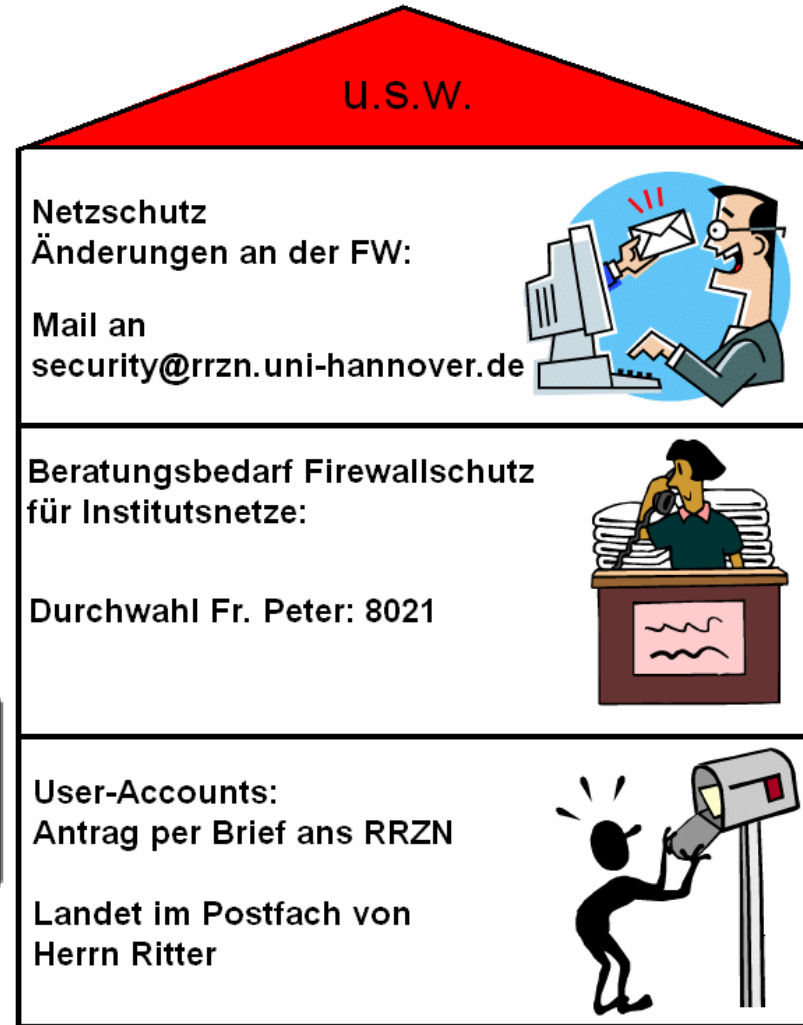 u.s.w.
Netzschutz
Änderungen an der FW:
Mail an
security@rrzn.uni-hannover.de
Beratungsbedarf Firewallschutz
für Institutsnetze:
Durchwahl Fr. Peter: 8021
User-Accounts:
Antrag per Brief ans RRZN
Landet im Postfach von
Herrn Ritter